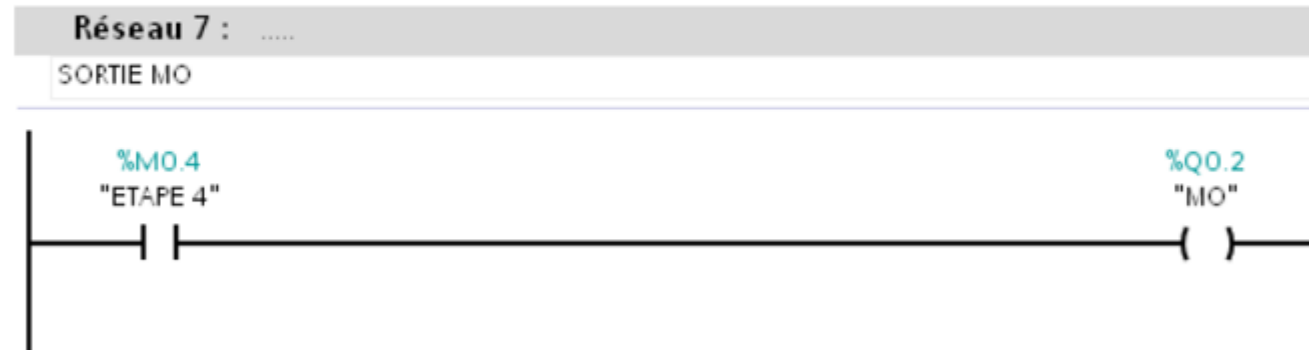 Réseau 7 : .....
SORTIE MO
%M0.4
"ETAPE 4"
%Q0.2
"MO"